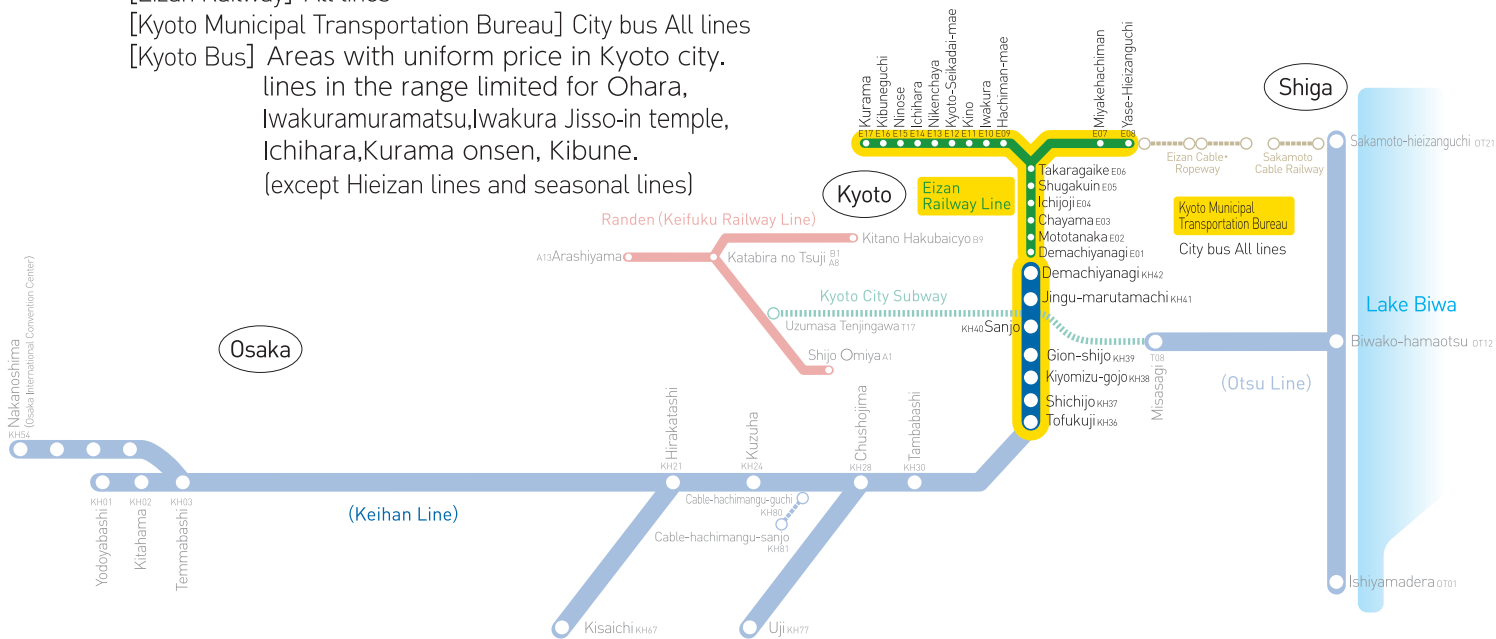 [Eizan Railway] All lines
[Kyoto Municipal Transportation Bureau] City bus All lines
[Kyoto Bus] Areas with uniform price in Kyoto city.
lines in the range limited for Ohara,
Iwakuramuramatsu,Iwakura Jisso-in temple,
Ichihara,Kurama onsen, Kibune.
(except Hieizan lines and seasonal lines)
Kurama
E17
Kibuneguchi
E16
Ninose
E15
Ichihara
E14
Nikenchaya
E13
Kyoto-Seikadai-mae
E12
Kino
E11
Iwakura
E10
Hachiman-mae
E09
Miyakehachiman
E07
Yase-Hieizanguchi
E08
Shiga
Eizan Cable・
Ropeway
Sakamoto
Cable Railway
Sakamoto-hieizanguchi OT21
Kyoto
Eizan
Railway Line
Takaragaike E06
Shugakuin E05
Ichijoji E04
Chayama E03
Mototanaka E02
Demachiyanagi E01
Kyoto Municipal
Transportation Bureau
City bus All lines
Randen (Keifuku Railway Line)
Kitano Hakubaicyo B9
A13 Arashiyama
Katabira no Tsuji B1
A8
Demachiyanagi KH42
Kyoto City Subway
Jingu-marutamachi KH41
Lake Biwa
Uzumasa Tenjingawa T17
KH40 Sanjo
Shijo Omiya A1
Gion-shijo KH39
T08
Misasagi
Biwako-hamaotsu OT12
Osaka
Kiyomizu-gojo KH38
(Otsu Line)
Shichijo KH37
Tofukuji KH36
Nakanoshima
(Osaka International Convention Center)
KH54
Hirakatashi
KH21
Kuzuha
KH24
Chushojima
KH28
Tambabashi
KH30
KH01
Yodoyabashi
KH02
Kitahama
KH03
Temmabashi
(Keihan Line)
Cable-hachimangu-guchi
KH80
Cable-hachimangu-sanjo
KH81
Ishiyamadera OT01
Kisaichi KH67
Uji KH77